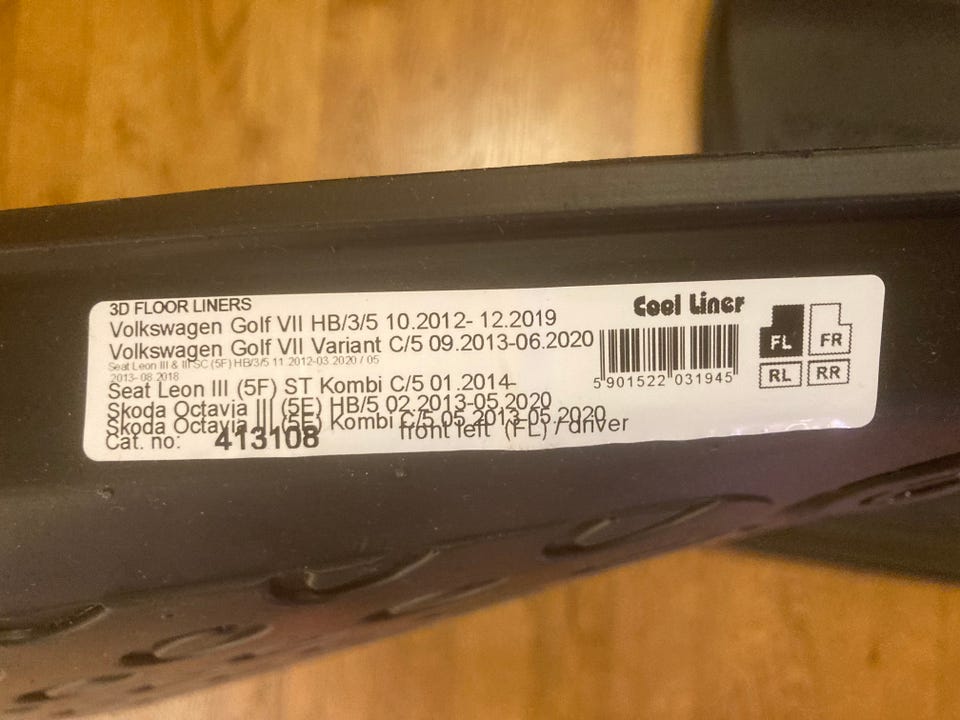 3D FLOOR LINERS
Volkswagen Golf VII HB/3/5 10.2012- 12.2019
Volkswagen Golf VII Variant C/5 09.2013-06.2020
Seat Leon III & III SC (5F) HB/3/5 11.2012-03.2020 / 05
2013- 08.2018
Seat Leon III (5F) ST Kombi C/5 01.2014-
Skoda Octavia III (5E) HB/5 02.2013-05.2020
Skoda Octavia III (5E) Kombi C/5 05.2013-05.2020
Cat. no: 413108 front left (FL) / driver
Cool Liner
5 901522 031945
FL FR
RL RR